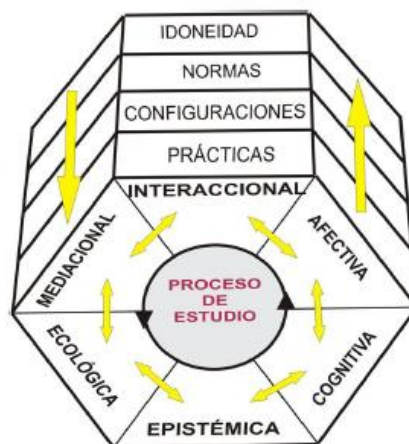 IDONEIDAD
NORMAS
CONFIGURACIONES
PRÁCTICAS
INTERACCIONAL
MEDIACIONAL
AFECTIVA
PROCESO
DE
ESTUDIO
ECOLÓGICA
COGNITIVA
EPISTÉMICA